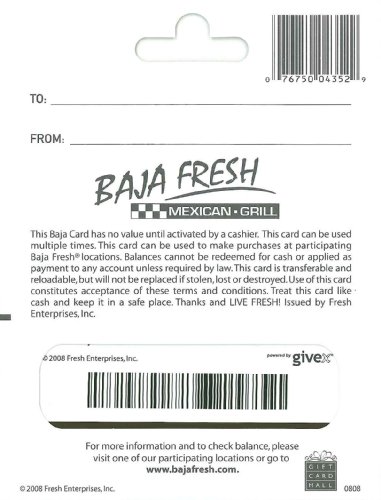 0 76750 04352 9
TO:
FROM:
BAJA FRESH
MEXICAN • GRILL
This Baja Card has no value until activated by a cashier. This card can be used
multiple times. This card can be used to make purchases at participating
Baja Fresh® locations. Balances cannot be redeemed for cash or applied as
payment to any account unless required by law. This card is transferable and
reloadable, but will not be replaced if stolen, lost or destroyed. Use of this card
constitutes acceptance of these terms and conditions. Treat this card like
cash and keep it in a safe place. Thanks and LIVE FRESH! Issued by Fresh
Enterprises, Inc.
© 2008 Fresh Enterprises, Inc.
powered by givex
For more information and to check balance, please
visit one of our participating locations or go to
www.bajafresh.com
GIFT
CARD
MALL
© 2008 Fresh Enterprises, Inc.
0808